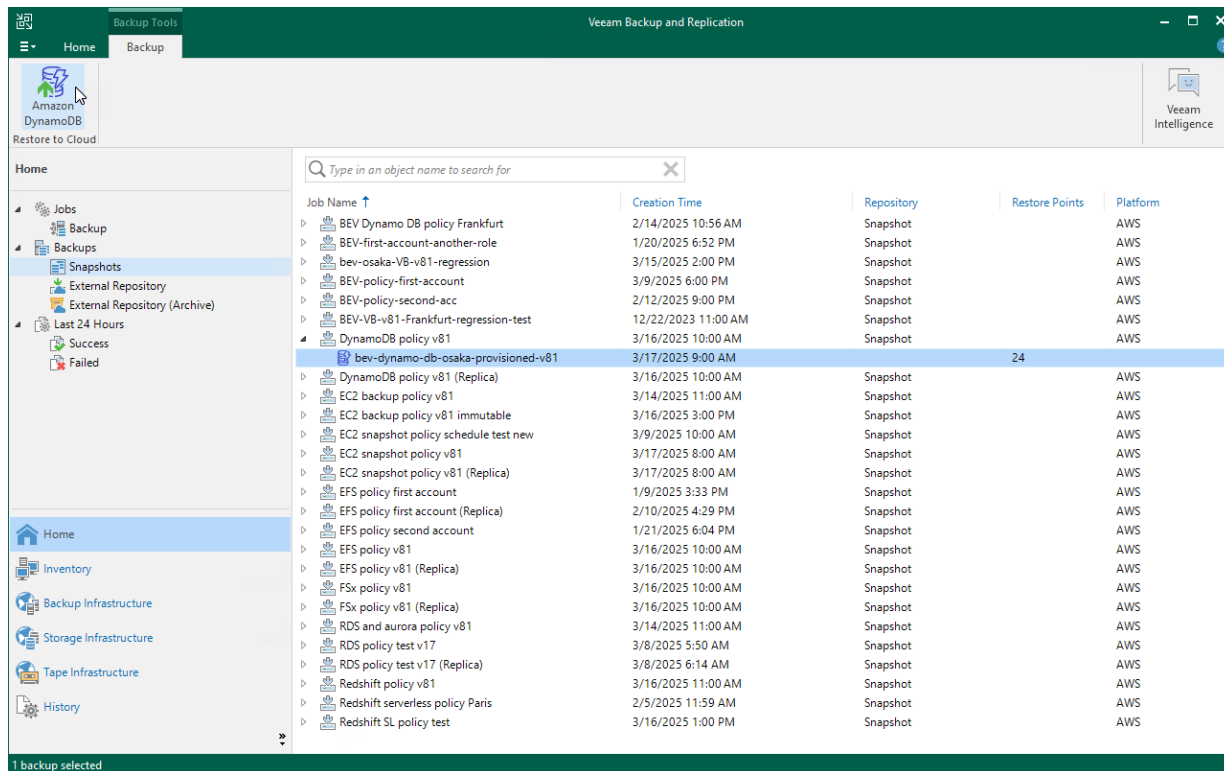 Backup Tools
Veeam Backup and Replication
Home Backup
Amazon
DynamoDB
Restore to Cloud
Veeam
Intelligence
Home
Jobs
Backup
Backups
Snapshots
External Repository
External Repository (Archive)
Last 24 Hours
Success
Failed
Home
Inventory
Backup Infrastructure
Storage Infrastructure
Tape Infrastructure
History
Type in an object name to search for
Job Name Creation Time Repository Restore Points Platform
BEV Dynamo DB policy Frankfurt 2/14/2025 10:56 AM Snapshot AWS
BEV-first-account-another-role 1/20/2025 6:52 PM Snapshot AWS
bev-osaka-VB-v81-regression 3/15/2025 2:00 PM Snapshot AWS
BEV-policy-first-account 3/9/2025 6:00 PM Snapshot AWS
BEV-policy-second-acc 2/12/2025 9:00 PM Snapshot AWS
BEV-VB-v81-Frankfurt-regression-test 12/22/2023 11:00 AM Snapshot AWS
DynamoDB policy v81 3/16/2025 10:00 AM Snapshot AWS
bev-dynamo-db-osaka-provisioned-v81 3/17/2025 9:00 AM 24
DynamoDB policy v81 (Replica) 3/16/2025 10:00 AM Snapshot AWS
EC2 backup policy v81 3/14/2025 11:00 AM Snapshot AWS
EC2 backup policy v81 immutable 3/16/2025 3:00 PM Snapshot AWS
EC2 snapshot policy schedule test new 3/9/2025 10:00 AM Snapshot AWS
EC2 snapshot policy v81 3/17/2025 8:00 AM Snapshot AWS
EC2 snapshot policy v81 (Replica) 3/17/2025 8:00 AM Snapshot AWS
EFS policy first account 1/9/2025 3:33 PM Snapshot AWS
EFS policy first account (Replica) 2/10/2025 4:29 PM Snapshot AWS
EFS policy second account 1/21/2025 6:04 PM Snapshot AWS
EFS policy v81 3/16/2025 10:00 AM Snapshot AWS
EFS policy v81 (Replica) 3/16/2025 10:00 AM Snapshot AWS
FSx policy v81 3/16/2025 10:00 AM Snapshot AWS
FSx policy v81 (Replica) 3/16/2025 10:00 AM Snapshot AWS
RDS and aurora policy v81 3/14/2025 11:00 AM Snapshot AWS
RDS policy test v17 3/8/2025 5:50 AM Snapshot AWS
RDS policy test v17 (Replica) 3/8/2025 6:14 AM Snapshot AWS
Redshift policy v81 3/16/2025 11:00 AM Snapshot AWS
Redshift serverless policy Paris 2/5/2025 11:59 AM Snapshot AWS
Redshift SL policy test 3/16/2025 1:00 PM Snapshot AWS
1 backup selected